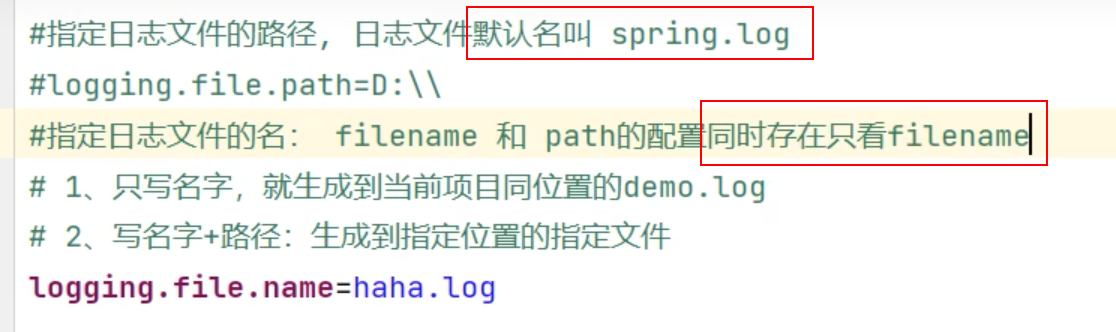 #指定日志文件的路径，日志文件默认名叫 spring.log
#logging.file.path=D:\\
#指定日志文件的名： filename 和 path的配置同时存在只看filename
# 1、只写名字，就生成到当前项目同位置的demo.log
# 2、写名字+路径：生成到指定位置的指定文件
logging.file.name=haha.log